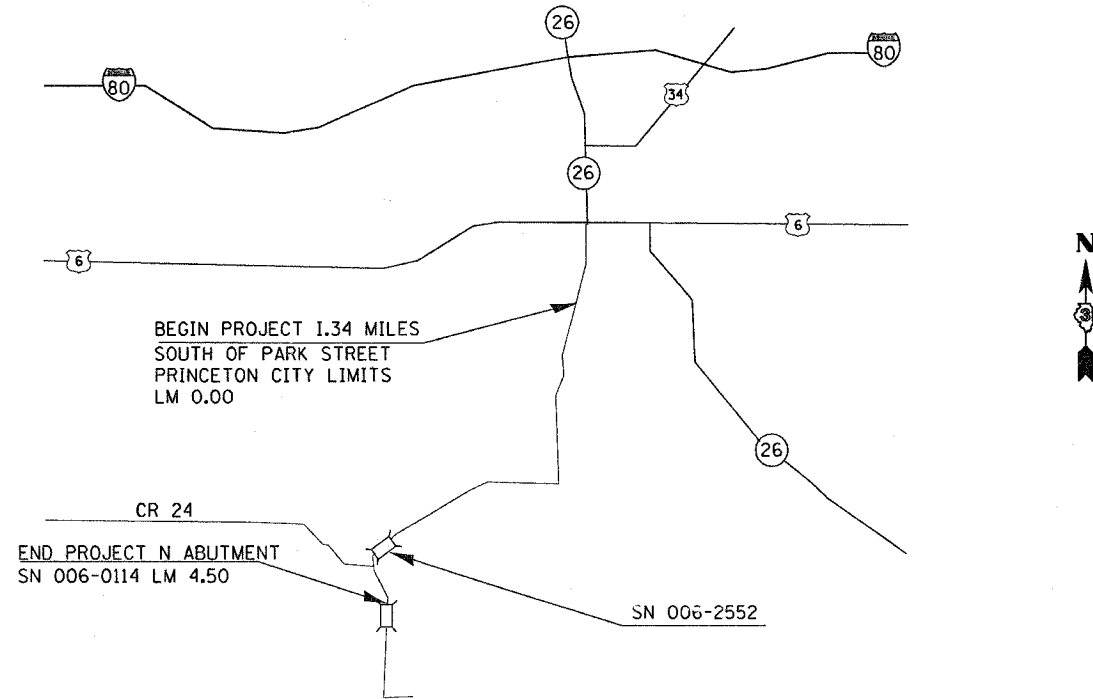 26
80
80
34
26
6
6
N
3
BEGIN PROJECT 1.34 MILES
SOUTH OF PARK STREET
PRINCETON CITY LIMITS
LM 0.00
26
CR 24
END PROJECT N ABUTMENT
SN 006-0114 LM 4.50
SN 006-2552